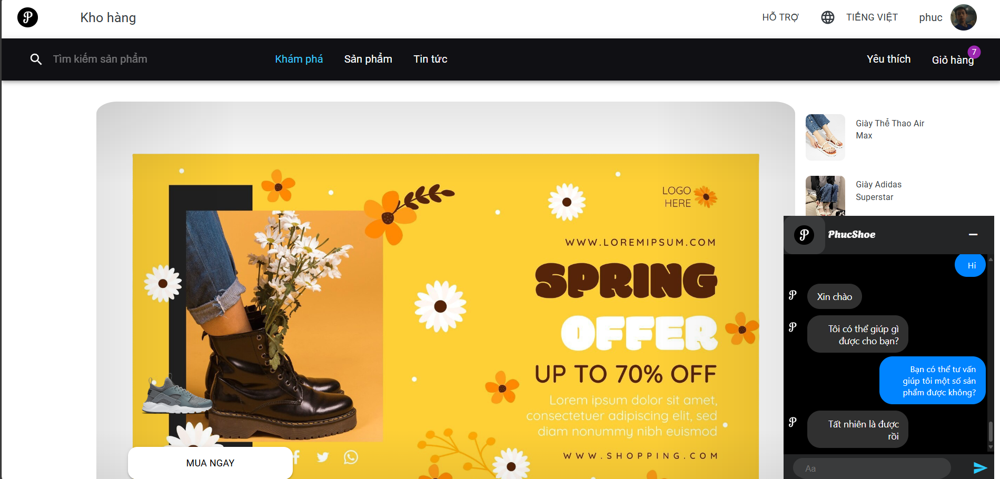 P
Kho hàng
HỖ TRỢ
TIẾNG VIỆT
phuc
Tìm kiếm sản phẩm
Khám phá
Sản phẩm
Tin tức
Yêu thích
Giỏ hàng
7
LOGO
HERE
WWW.LOREMIPSUM.COM
SPRING
OFFER
UP TO 70% OFF
Lorem ipsum dolor sit amet,
consectetuer adipiscing elit, sed
diam nonummy nibh euismod
WWW.SHOPPING.COM
MUA NGAY
Giày Thể Thao Air
Max
Giày Adidas
Superstar
P
PhucShoe
Hi
P
Xin chào
P
Tôi có thể giúp gì
được cho bạn?
Bạn có thể tư vấn
giúp tôi một số sản
phẩm được không?
P
Tất nhiên là được
rồi
Aa